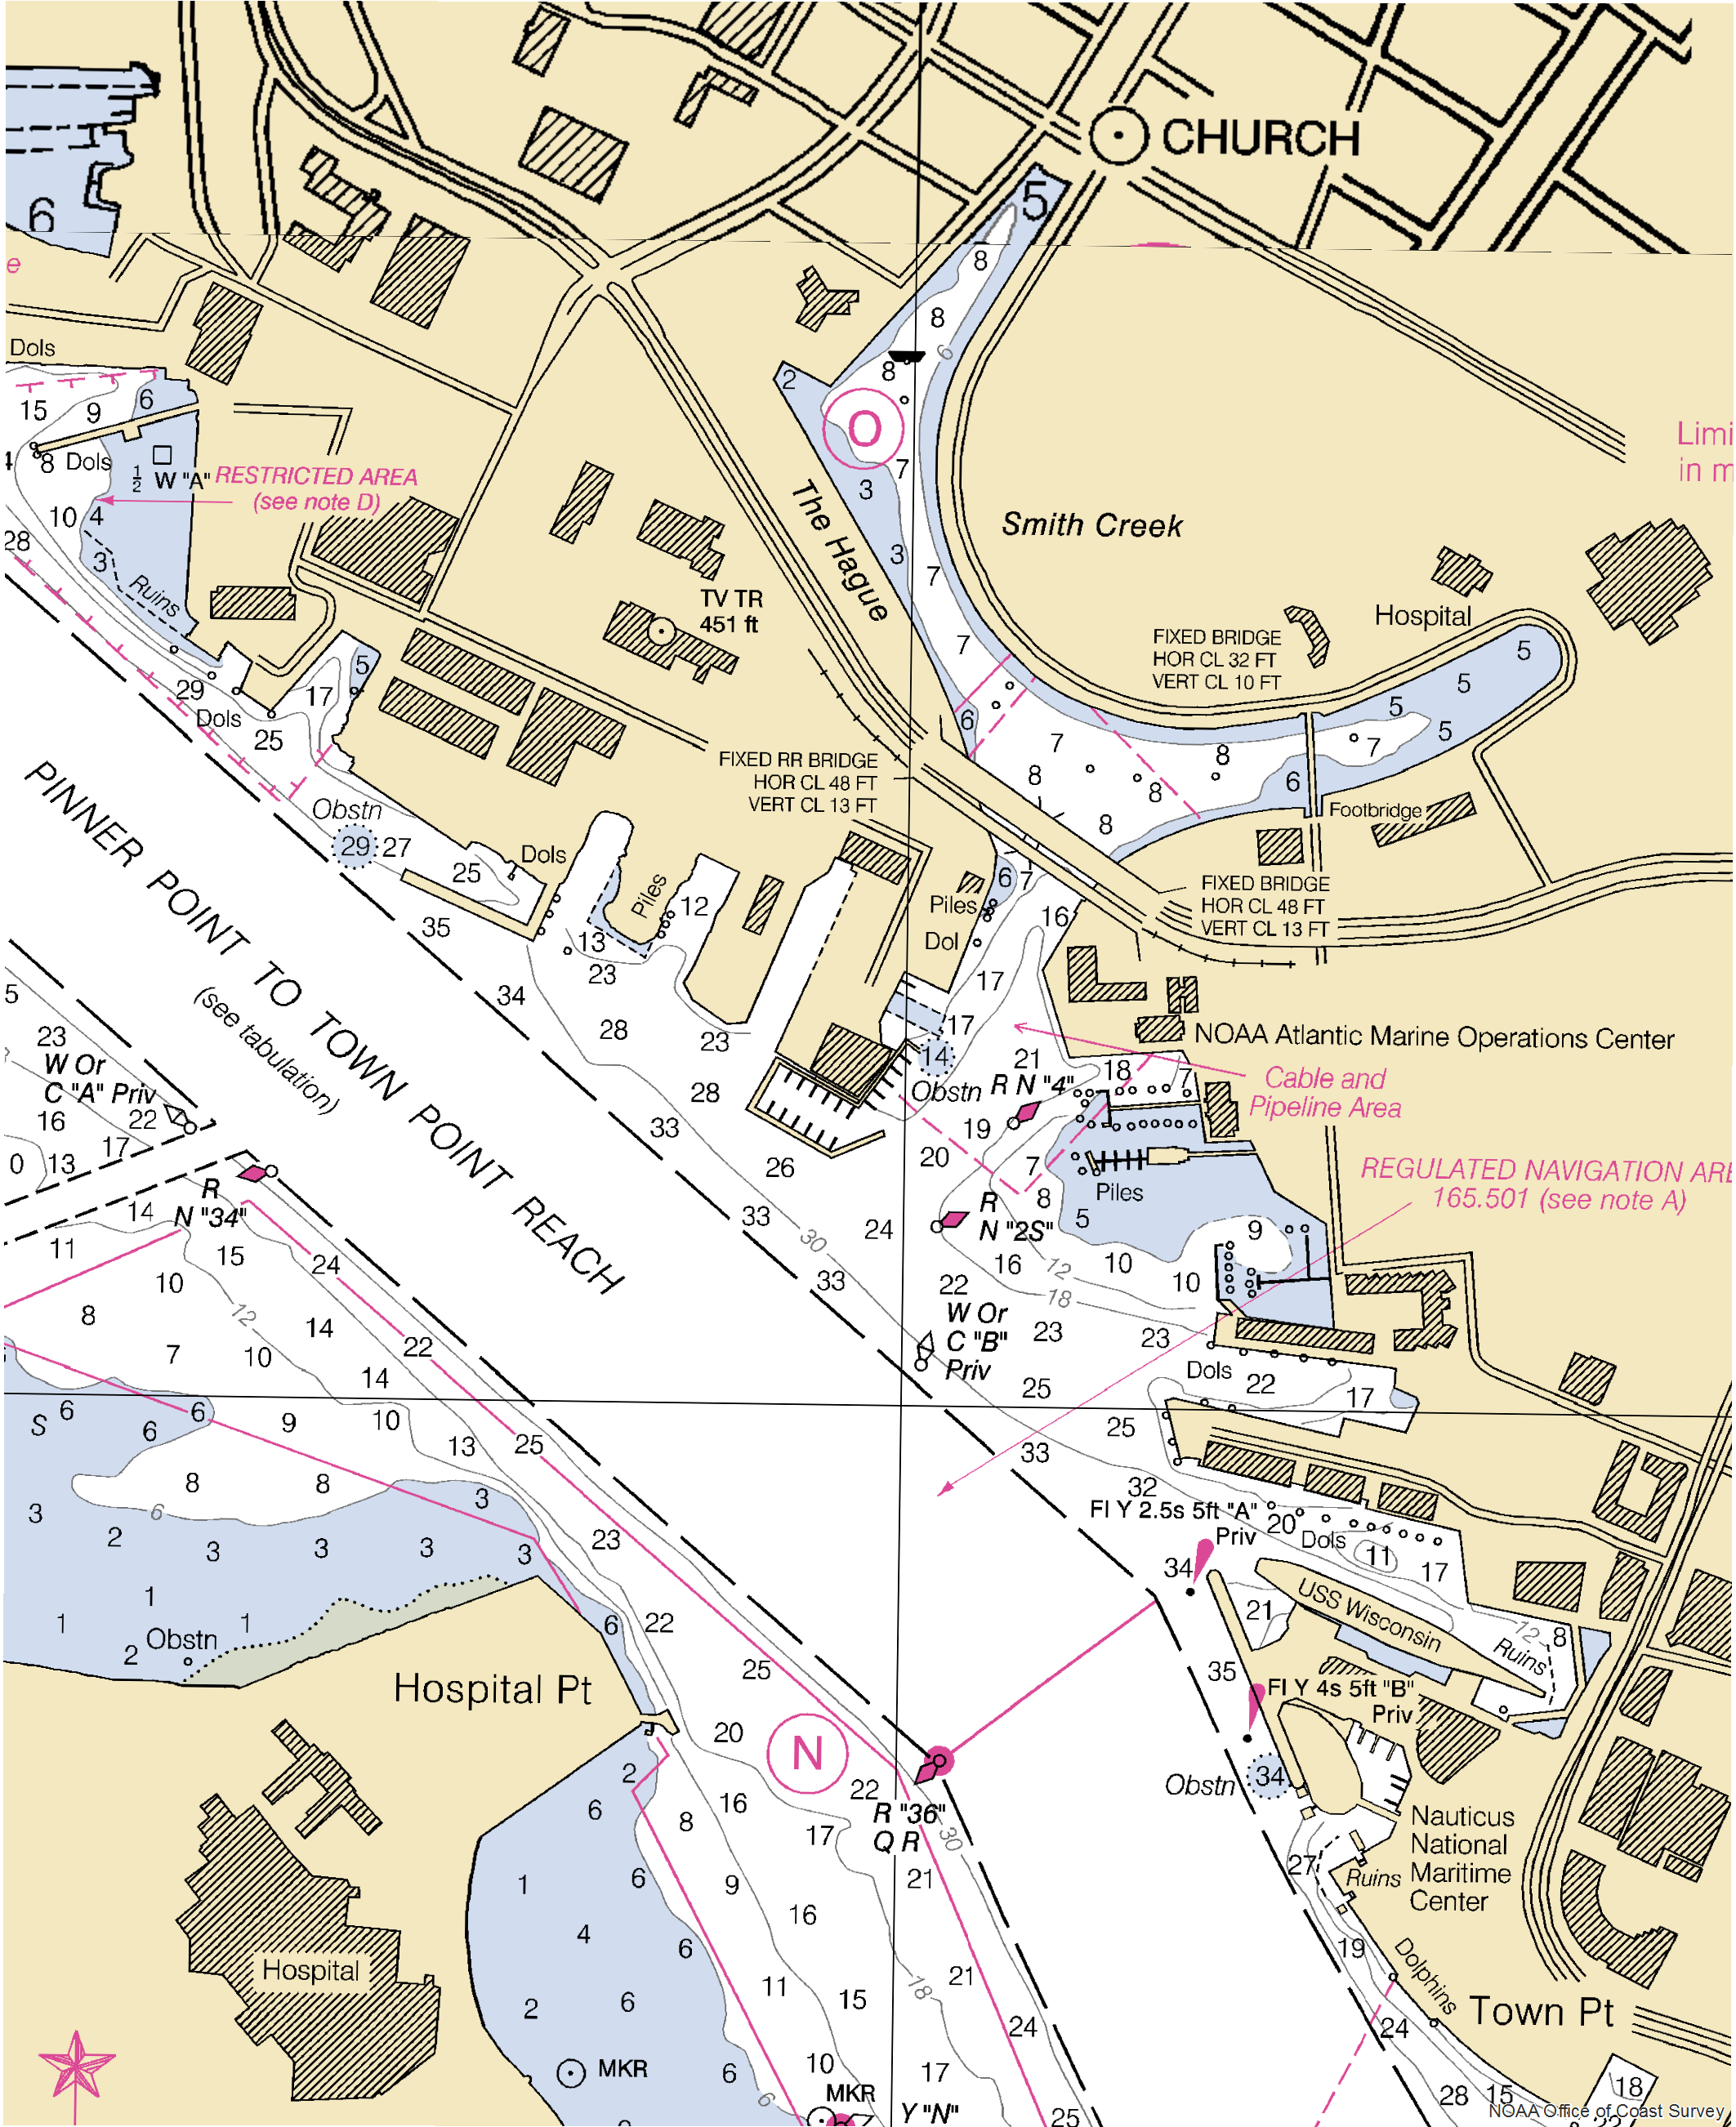 CHURCH
5
6
8
e
8
6
Dols
2
8
O
15
9
6
Limi
in m
8
Dols
½
W "A"
RESTRICTED AREA
(see note D)
7
3
The Hague
10
4
28
3
Smith Creek
3
7
Ruins
TV TR
451 ft
Hospital
FIXED BRIDGE
HOR CL 32 FT
VERT CL 10 FT
7
5
5
5
5
7
29
17
5
Dols
25
6
7
8
8
8
6
8
FIXED RR BRIDGE
HOR CL 48 FT
VERT CL 13 FT
Footbridge
PINNER POINT TO TOWN POINT REACH
(see tabulation)
Obstn
29
27
25
Dols
Piles
12
13
23
35
34
28
23
6
7
Piles
Dol
16
17
17
FIXED BRIDGE
HOR CL 48 FT
VERT CL 13 FT
NOAA Atlantic Marine Operations Center
14
Obstn
21
R N "4"
18
7
Cable and
Pipeline Area
5
23
W Or
C "A" Priv
16
22
17
0
13
28
33
26
19
20
7
8
Piles
5
REGULATED NAVIGATION ARE
165.501 (see note A)
R
N "34"
14
11
15
24
10
33
30
24
R
N "2S"
16
12
10
10
9
33
22
18
W Or
C "B"
Priv
23
23
8
12
14
22
7
10
14
25
Dols
22
17
S
6
6
6
9
10
13
25
25
33
8
8
6
3
3
2
3
3
3
3
23
32
Fl Y 2.5s 5ft "A"
Priv
20
Dols
11
17
34
1
1
1
2
Obstn
6
22
21
USS Wisconsin
12
8
Ruins
Hospital Pt
25
35
Fl Y 4s 5ft "B"
Priv
20
N
2
6
16
8
22
R "36"
Q R
30
17
Obstn
34
Nauticus
National
Maritime
Center
27
Ruins
1
6
9
21
4
16
6
19
Dolphins
Hospital
11
21
18
2
6
15
24
24
Town Pt
MKR
6
10
17
MKR
6
Y "N"
25
28
15
18
NOAA Office of Coast Survey